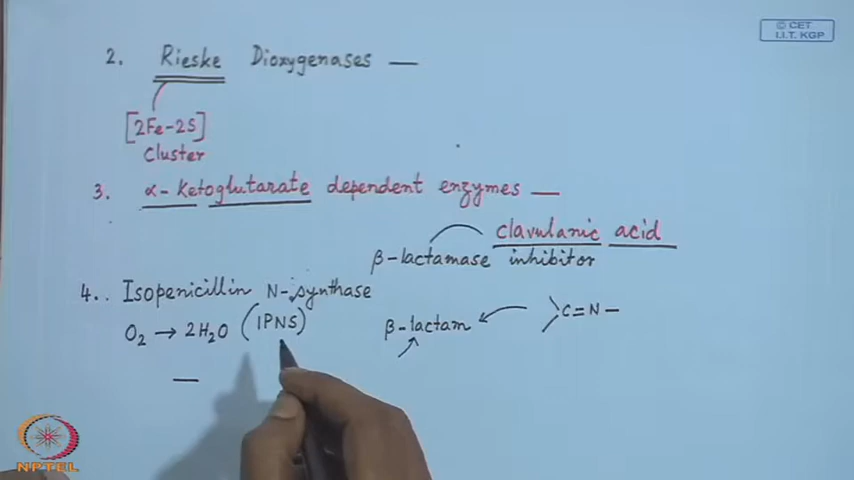 © CET
I.I.T. KGP
2. Rieske Dioxygenases —
[2Fe-2S]
Cluster
3. α-Ketoglutarate dependent enzymes —
clavulanic acid
β-lactamase inhibitor
4. Isopenicillin N-synthase
O₂ → 2H₂O (IPNS) β-lactam C=N-
NPTEL